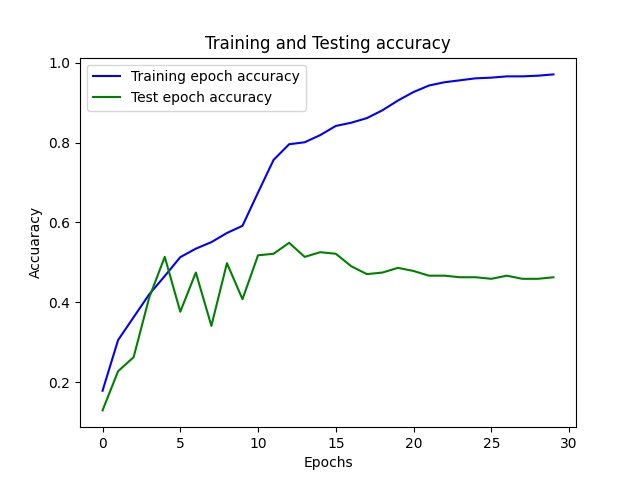 Training and Testing accuracy
1.0
0.8
0.6
0.4
0.2
Accuaracy
Training epoch accuracy
Test epoch accuracy
0 5 10 15 20 25 30
Epochs